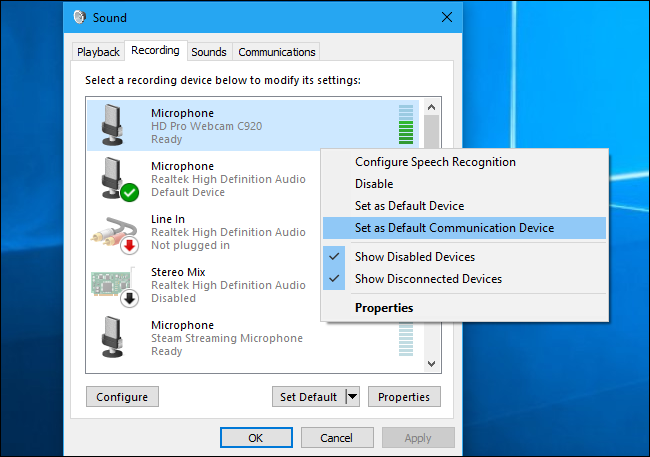 Sound
Playback
Recording
Sounds
Communications
Select a recording device below to modify its settings:
Microphone
HD Pro Webcam C920
Ready
Microphone
Realtek High Definition Audio
Default Device
Line In
Realtek High Definition Audio
Not plugged in
Stereo Mix
Realtek High Definition Audio
Disabled
Microphone
Steam Streaming Microphone
Ready
Configure Speech Recognition
Disable
Set as Default Device
Set as Default Communication Device
Show Disabled Devices
Show Disconnected Devices
Properties
Configure
Set Default
Properties
OK
Cancel
Apply